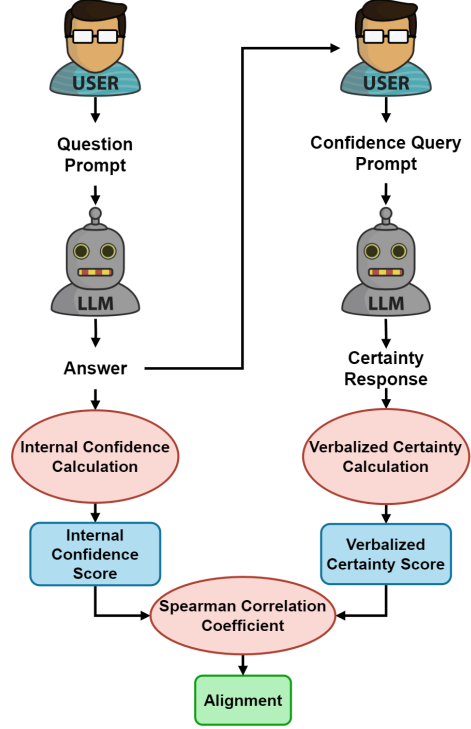 USER
Question
Prompt
LLM
Answer
Internal Confidence
Calculation
Internal
Confidence
Score
USER
Confidence Query
Prompt
LLM
Certainty
Response
Verbalized Certainty
Calculation
Verbalized
Certainty Score
Spearman Correlation
Coefficient
Alignment